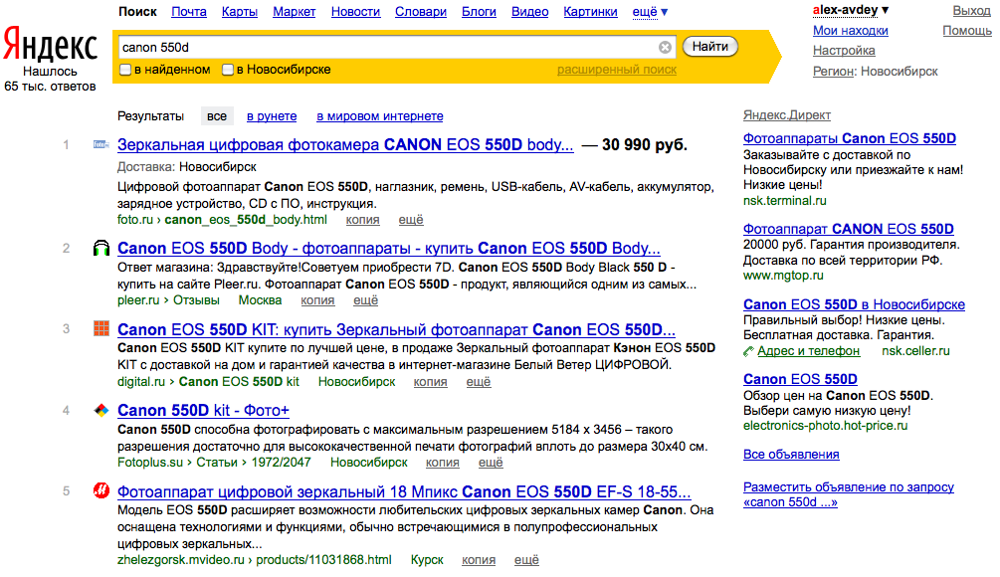 Поиск Почта Карты Маркет Новости Словари Блоги Видео Картинки ещё ▼
alex-avdey ▼ Выход
Мои находки Помощь
Настройка
Регион: Новосибирск
Яндекс
Нашлось
65 тыс. ответов
canon 550d Найти
в найденном в Новосибирске расширенный поиск
Результаты все в рунете в мировом интернете
1 foto Зеркальная цифровая фотокамера CANON EOS 550D body... — 30 990 руб.
Доставка: Новосибирск
Цифровой фотоаппарат Canon EOS 550D, наглазник, ремень, USB-кабель, AV-кабель, аккумулятор,
зарядное устройство, CD с ПО, инструкция.
foto.ru › canon_eos_550d_body.html копия ещё
2 Canon EOS 550D Body - фотоаппараты - купить Canon EOS 550D Body...
Ответ магазина: Здравствуйте!Советуем приобрести 7D. Canon EOS 550D Body Black 550 D -
купить на сайте Pleer.ru. Фотоаппарат Canon EOS 550D - продукт, являющийся одним из самых...
pleer.ru › Отзывы Москва копия ещё
3 Canon EOS 550D KIT: купить Зеркальный фотоаппарат Canon EOS 550D...
Canon EOS 550D KIT купите по лучшей цене, в продаже Зеркальный фотоаппарат Кэнон EOS 550D
KIT с доставкой на дом и гарантией качества в интернет-магазине Белый Ветер ЦИФРОВОЙ.
digital.ru › Canon EOS 550D kit Новосибирск копия ещё
4 Canon 550D kit - Фото+
Canon 550D способна фотографировать с максимальным разрешением 5184 x 3456 – такого
разрешения достаточно для высококачественной печати фотографий вплоть до размера 30x40 см.
Fotoplus.su › Статьи › 1972/2047 Новосибирск копия ещё
5 Фотоаппарат цифровой зеркальный 18 Мпикс Canon EOS 550D EF-S 18-55...
Модель EOS 550D расширяет возможности любительских цифровых зеркальных камер Canon. Она
оснащена технологиями и функциями, обычно встречающимися в полупрофессиональных
цифровых зеркальных...
zhelezgorsk.mvideo.ru › products/11031868.html Курск копия ещё
Яндекс.Директ
Фотоаппараты Canon EOS 550D
Заказывайте с доставкой по
Новосибирску или приезжайте к нам!
Низкие цены!
nsk.terminal.ru
Фотоаппарат CANON EOS 550D
20000 руб. Гарантия производителя.
Доставка по всей территории РФ.
www.mgtop.ru
Canon EOS 550D в Новосибирске
Правильный выбор! Низкие цены.
Бесплатная доставка. Гарантия.
Адрес и телефон nsk.celler.ru
Canon EOS 550D
Обзор цен на Canon EOS 550D.
Выбери самую низкую цену!
electronics-photo.hot-price.ru
Все объявления
Разместить объявление по запросу
«canon 550d ...»